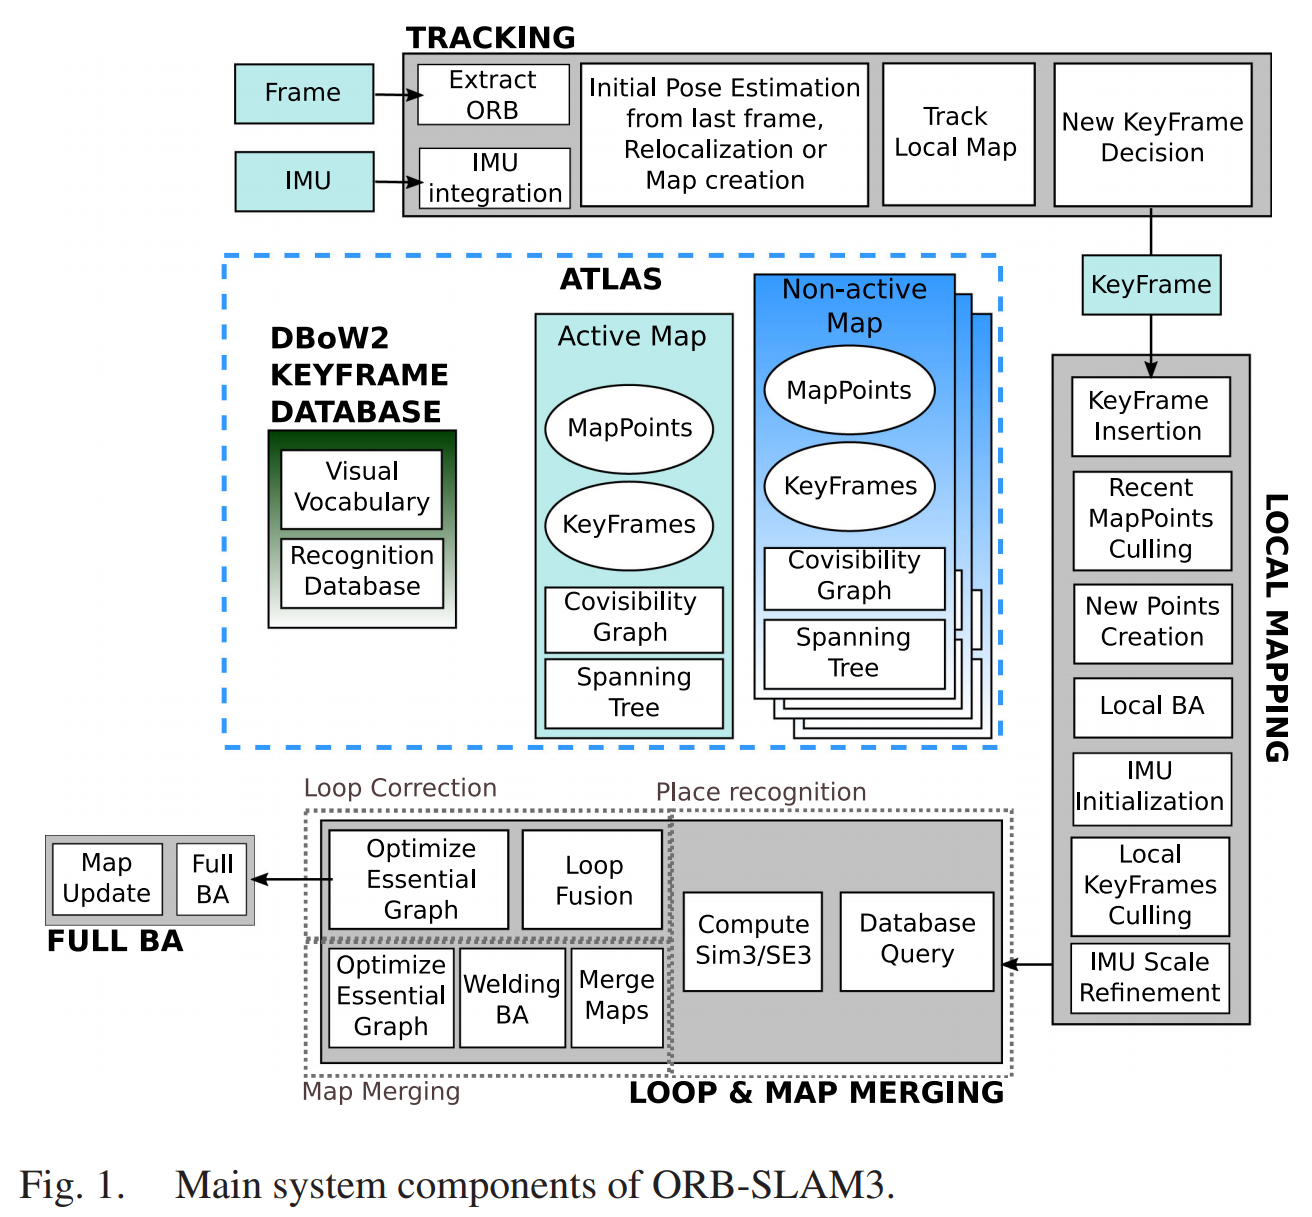 TRACKING
Frame
IMU
Extract
ORB
IMU
integration
Initial Pose Estimation
from last frame,
Relocalization or
Map creation
Track
Local Map
New KeyFrame
Decision
KeyFrame
ATLAS
DBoW2
KEYFRAME
DATABASE
Visual
Vocabulary
Recognition
Database
Active Map
MapPoints
KeyFrames
Covisibility
Graph
Spanning
Tree
Non-active
Map
MapPoints
KeyFrames
Covisibility
Graph
Spanning
Tree
LOCAL MAPPING
KeyFrame
Insertion
Recent
MapPoints
Culling
New Points
Creation
Local BA
IMU
Initialization
Local
KeyFrames
Culling
IMU Scale
Refinement
Loop Correction
Place recognition
Optimize
Essential
Graph
Loop
Fusion
Compute
Sim3/SE3
Database
Query
Optimize
Essential
Graph
Welding
BA
Merge
Maps
Map Merging
LOOP & MAP MERGING
Map
Update
Full
BA
FULL BA
Fig. 1. Main system components of ORB-SLAM3.